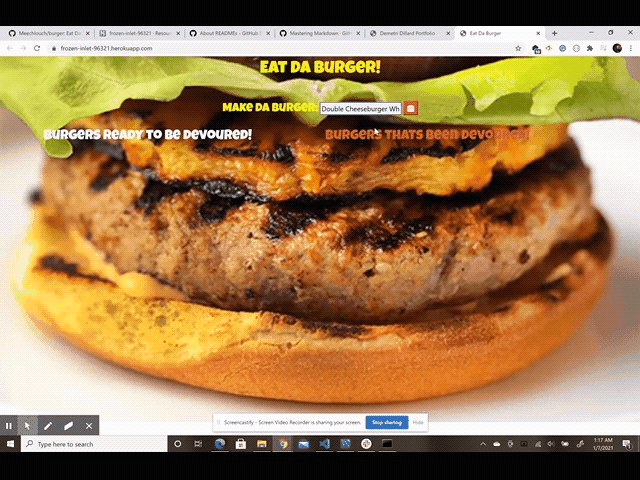 Meechlouch/burger: Eat Da
frozen-inlet-96321 - Resou
About READMEs - GitHub D
Mastering Markdown - GitH
Demetri Dillard Portfolio
Eat Da Burger
frozen-inlet-96321.herokuapp.com
EAT DA BURGER!
MAKE DA BURGER:
Double Cheeseburger Wh
BURGERS READY TO BE DEVOURED!
BURGERS THATS BEEN DEVOURED!
Screencastify - Screen Video Recorder is sharing your screen.
Stop sharing
Hide
Type here to search
1:17 AM
1/7/2021